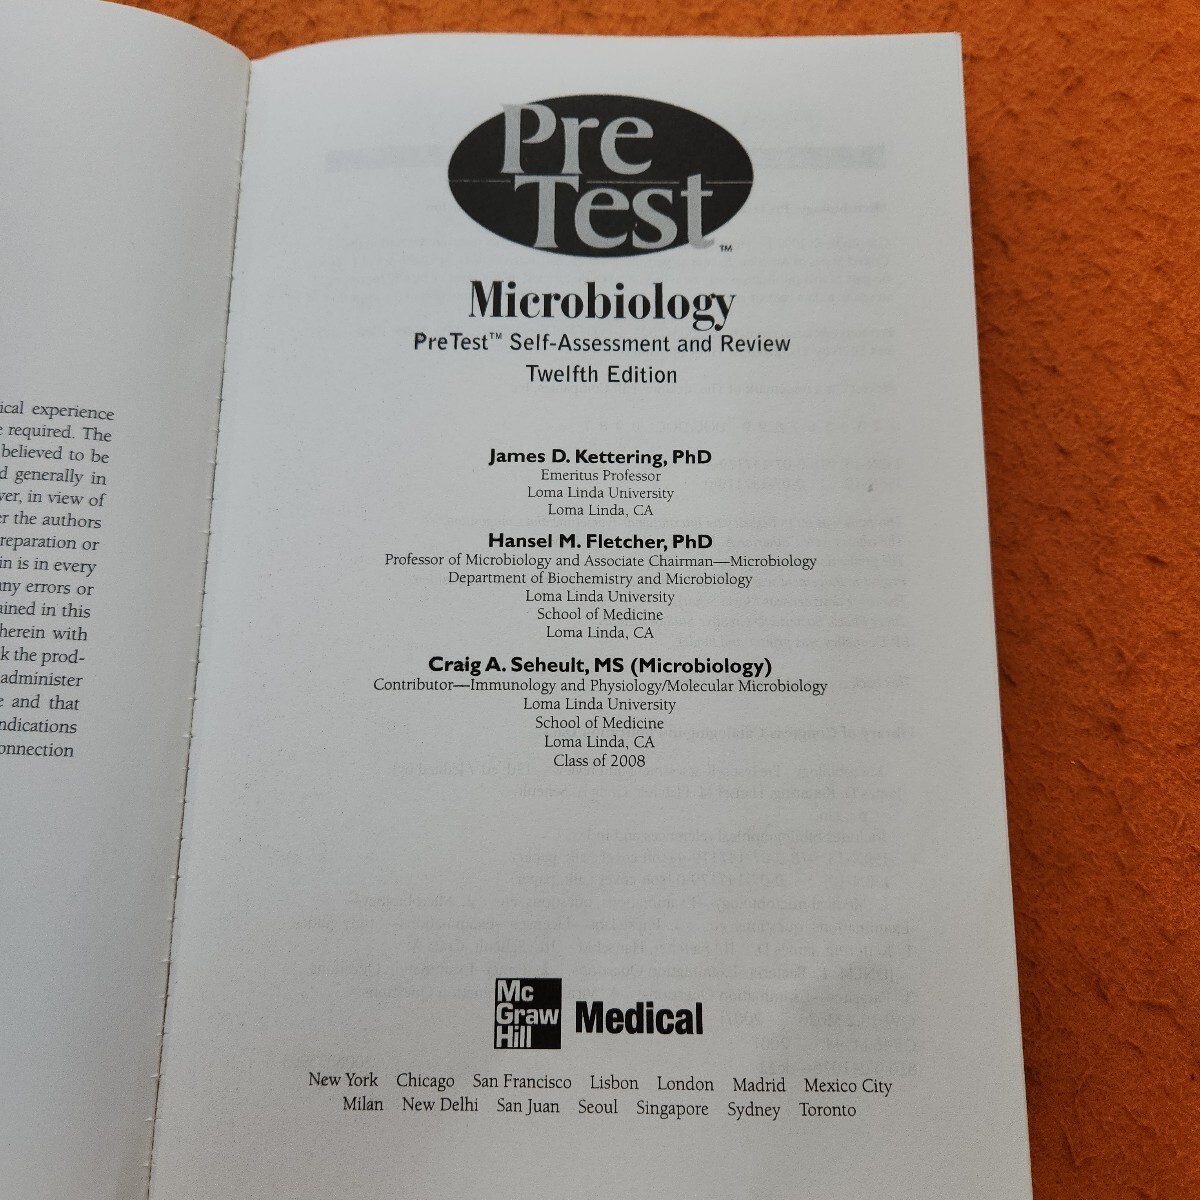 ical experience
required. The
believed to be
d generally in
ver, in view of
er the authors
reparation or
in is in every
any errors or
ained in this
herein with
k the prod-
administer
e and that
ndications
onnection
Pre
Test™
Microbiology
PreTest™ Self-Assessment and Review
Twelfth Edition
James D. Kettering, PhD
Emeritus Professor
Loma Linda University
Loma Linda, CA
Hansel M. Fletcher, PhD
Professor of Microbiology and Associate Chairman—Microbiology
Department of Biochemistry and Microbiology
Loma Linda University
School of Medicine
Loma Linda, CA
Craig A. Seheult, MS (Microbiology)
Contributor—Immunology and Physiology/Molecular Microbiology
Loma Linda University
School of Medicine
Loma Linda, CA
Class of 2008
Mc
Graw
Hill
Medical
New York Chicago San Francisco Lisbon London Madrid Mexico City
Milan New Delhi San Juan Seoul Singapore Sydney Toronto